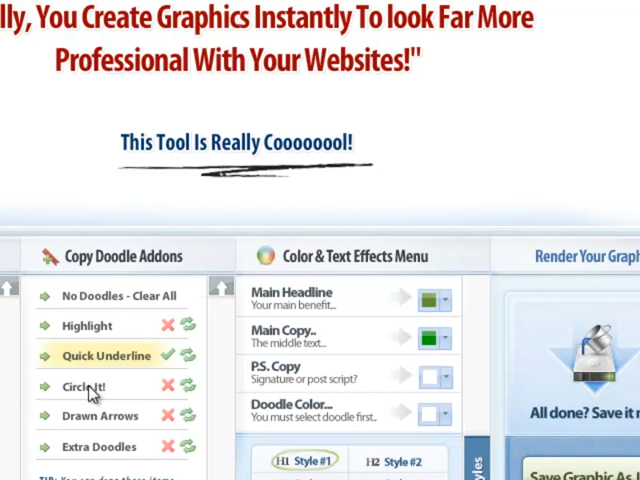 lly, You Create Graphics Instantly To look Far More
Professional With Your Websites!"
This Tool Is Really Cooooooool!
Copy Doodle Addons
Color & Text Effects Menu
Render Your Graph
No Doodles - Clear All
Highlight
Quick Underline
Circle It!
Drawn Arrows
Extra Doodles
Main Headline
Your main benefit...
Main Copy..
The middle text...
P.S. Copy
Signature or post script?
Doodle Color...
You must select doodle first..
H1 Style #1
H2 Style #2
yles
All done? Save it
Save Graphic As